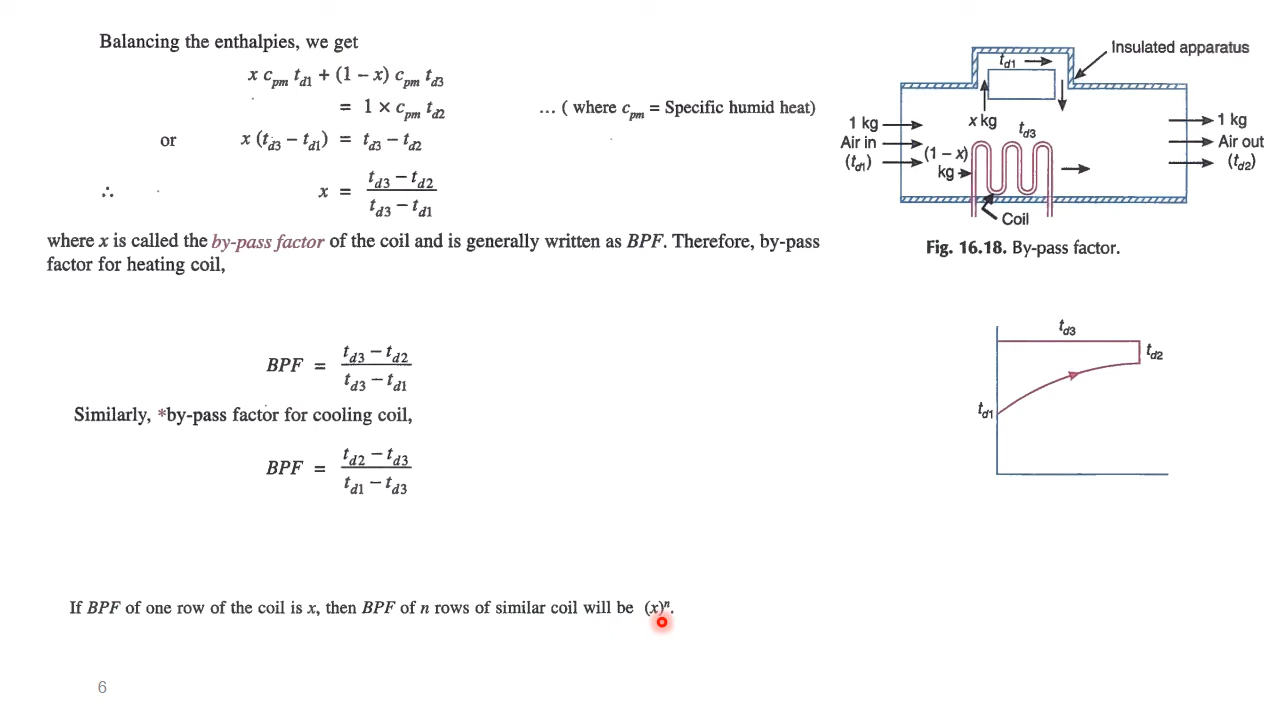 Balancing the enthalpies, we get
x c_pm t_d1 + (1 – x) c_pm t_d3
= 1 × c_pm t_d2 ... ( where c_pm = Specific humid heat)
or x (t_d3 – t_d1) = t_d3 – t_d2
∴ x = (t_d3 – t_d2) / (t_d3 – t_d1)
where x is called the by-pass factor of the coil and is generally written as BPF. Therefore, by-pass
factor for heating coil,
BPF = (t_d3 – t_d2) / (t_d3 – t_d1)
Similarly, *by-pass factor for cooling coil,
BPF = (t_d2 – t_d3) / (t_d1 – t_d3)
If BPF of one row of the coil is x, then BPF of n rows of similar coil will be (x)^n.
6
Insulated apparatus
t_d1
x kg
t_d3
1 kg
Air in
(t_d1)
(1 – x)
kg
1 kg
Air out
(t_d2)
Coil
Fig. 16.18. By-pass factor.
t_d3
t_d2
t_d1